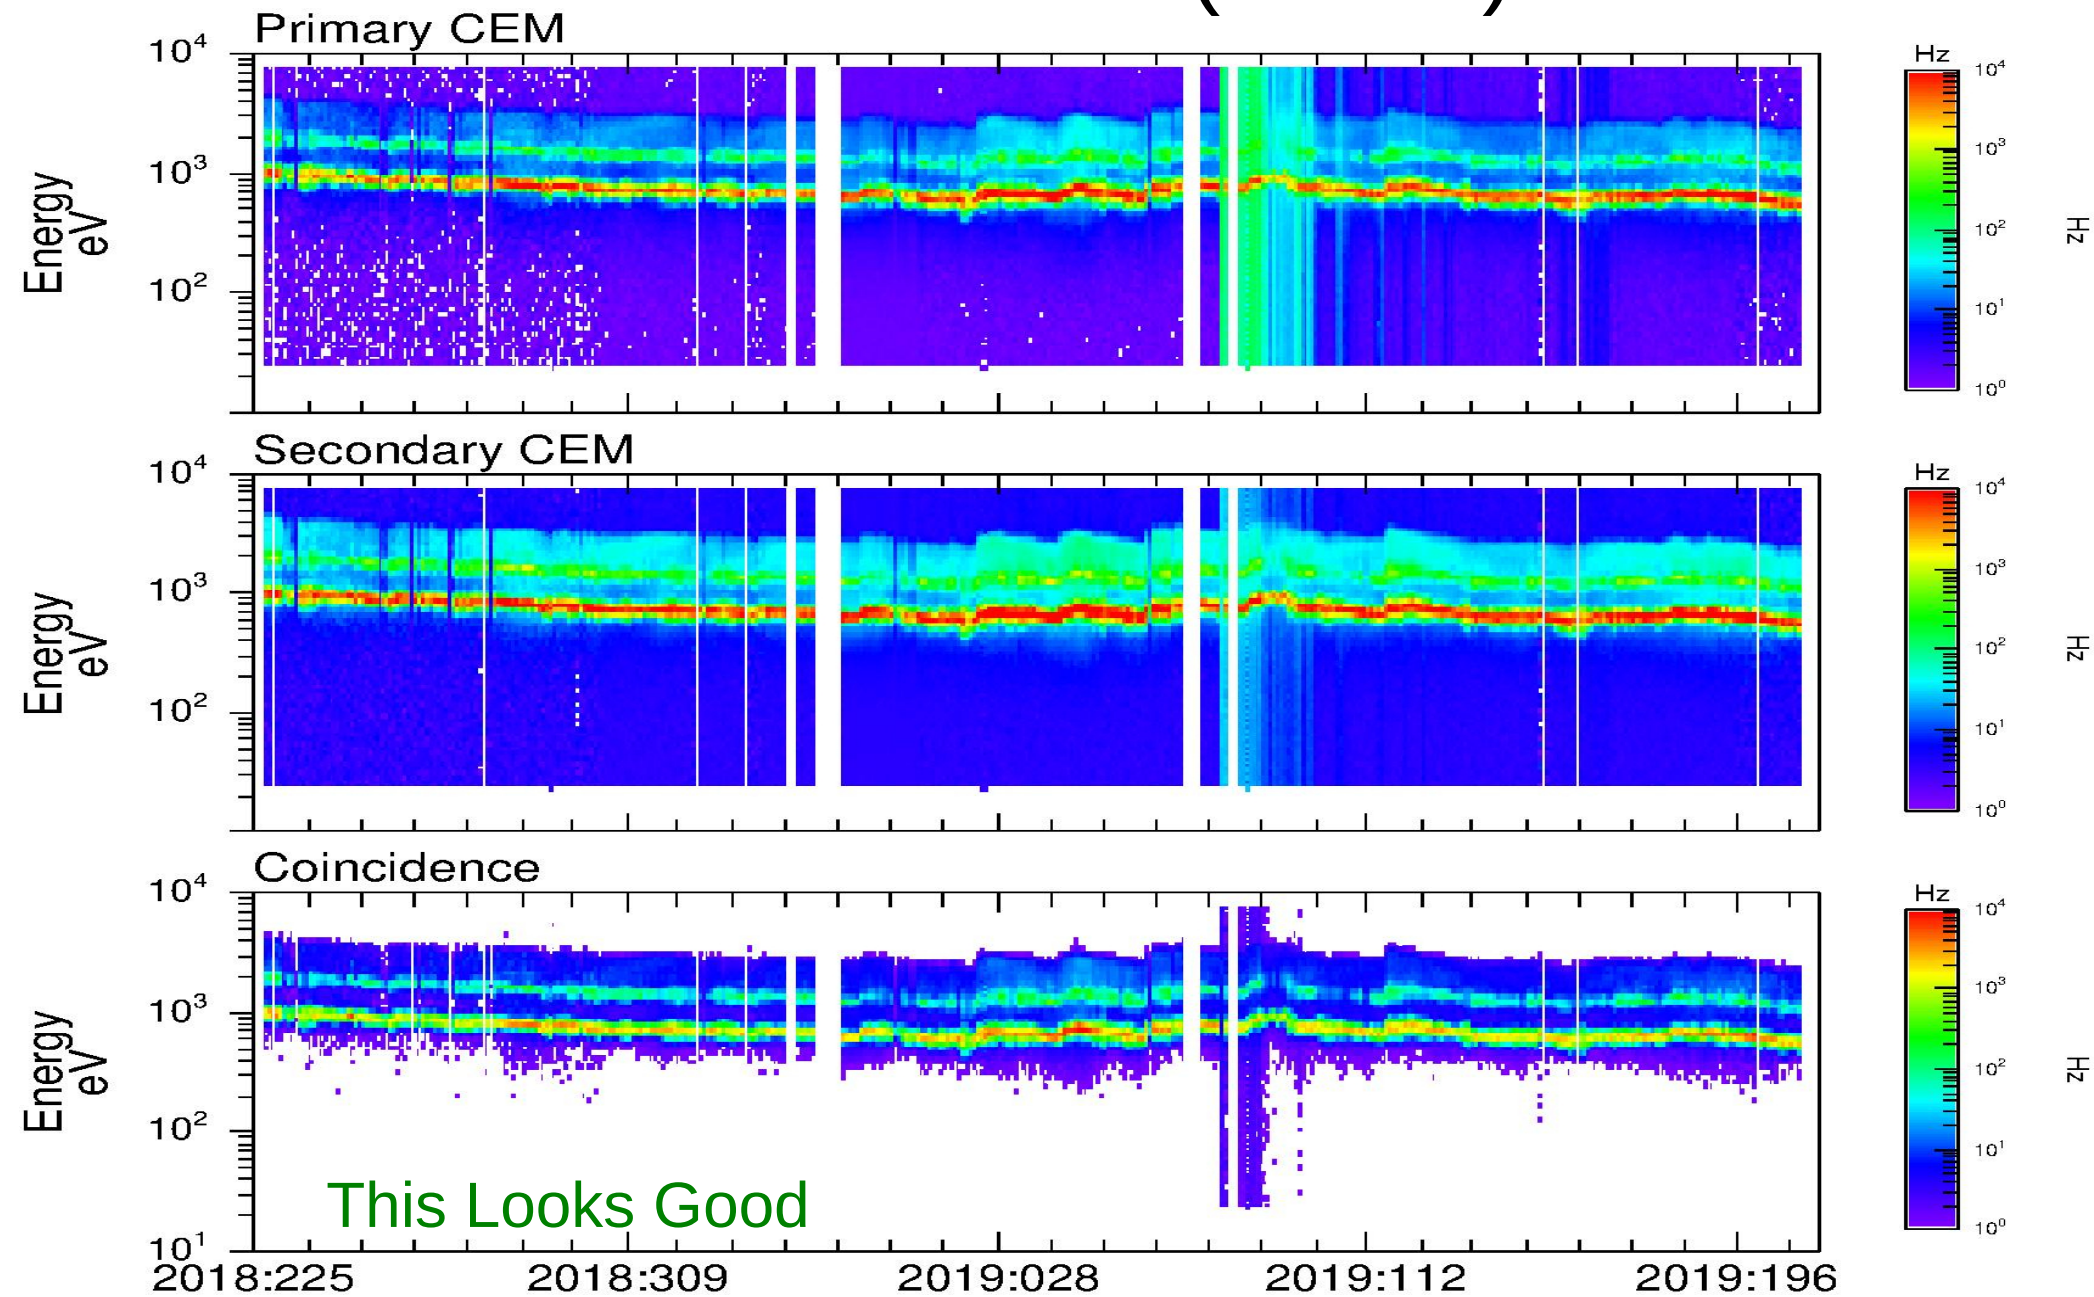 Primary CEM
Hz
10⁴
10³
10²
Energy
eV
10⁴
10³
10²
10¹
10⁰
Hz
Secondary CEM
Hz
10⁴
10³
10²
Energy
eV
10⁴
10³
10²
10¹
10⁰
Hz
Coincidence
Hz
10⁴
10³
10²
10¹
Energy
eV
10⁴
10³
10²
10¹
10⁰
Hz
This Looks Good
2018:225 2018:309 2019:028 2019:112 2019:196